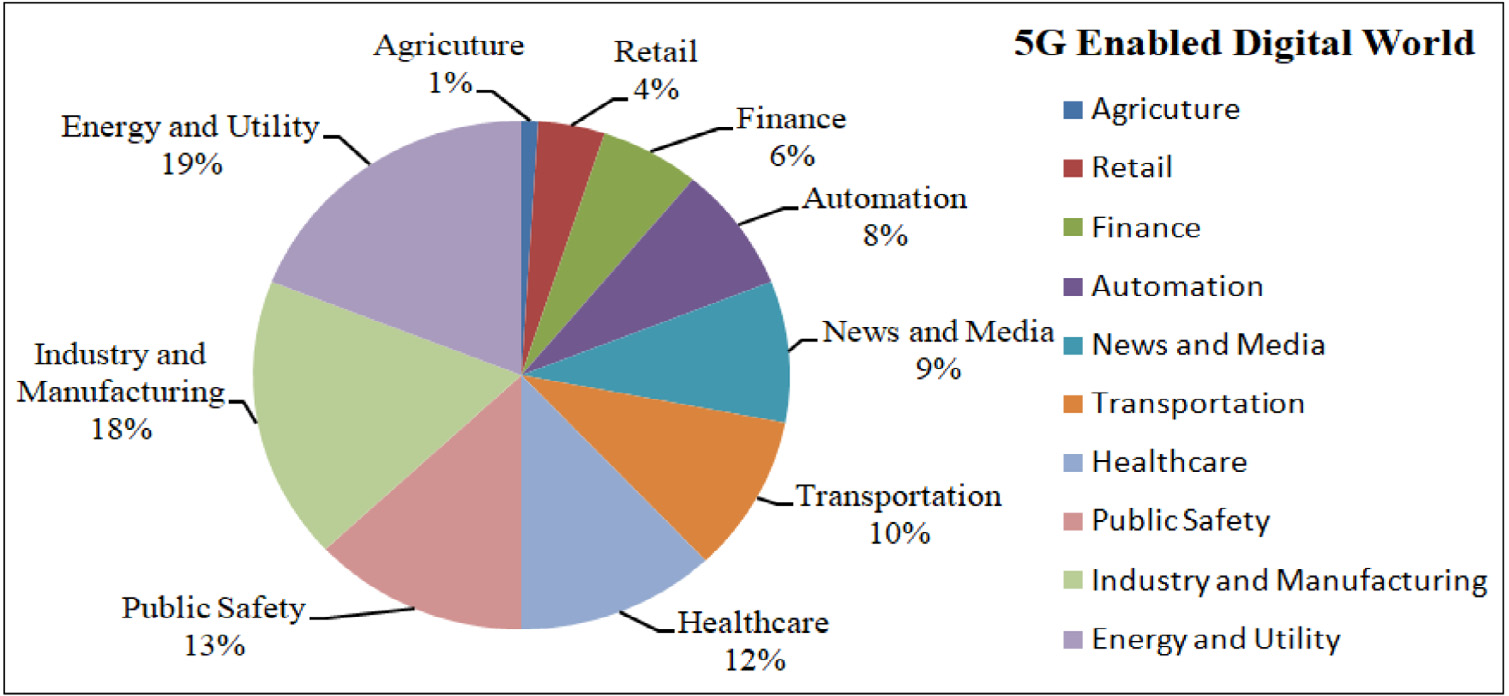 5G Enabled Digital World
Agricuture
1%
Retail
4%
Finance
6%
Automation
8%
News and Media
9%
Transportation
10%
Healthcare
12%
Public Safety
13%
Industry and
Manufacturing
18%
Energy and Utility
19%
Agricuture
Retail
Finance
Automation
News and Media
Transportation
Healthcare
Public Safety
Industry and Manufacturing
Energy and Utility